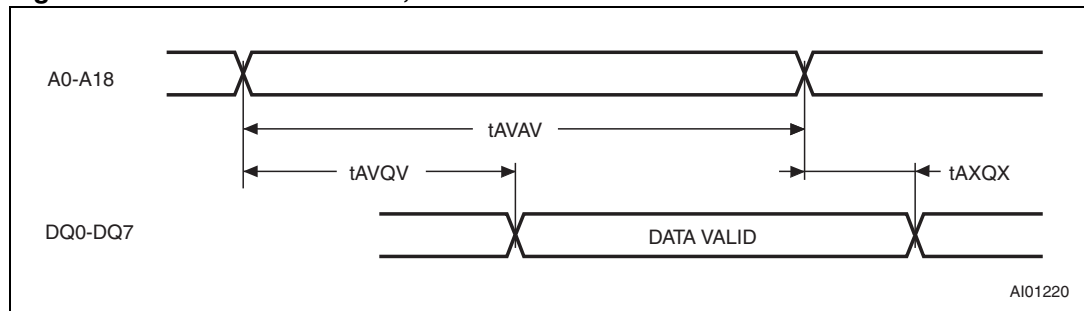 A0-A18
tAVAV
tAVQV
tAXQX
DQ0-DQ7
DATA VALID
AI01220